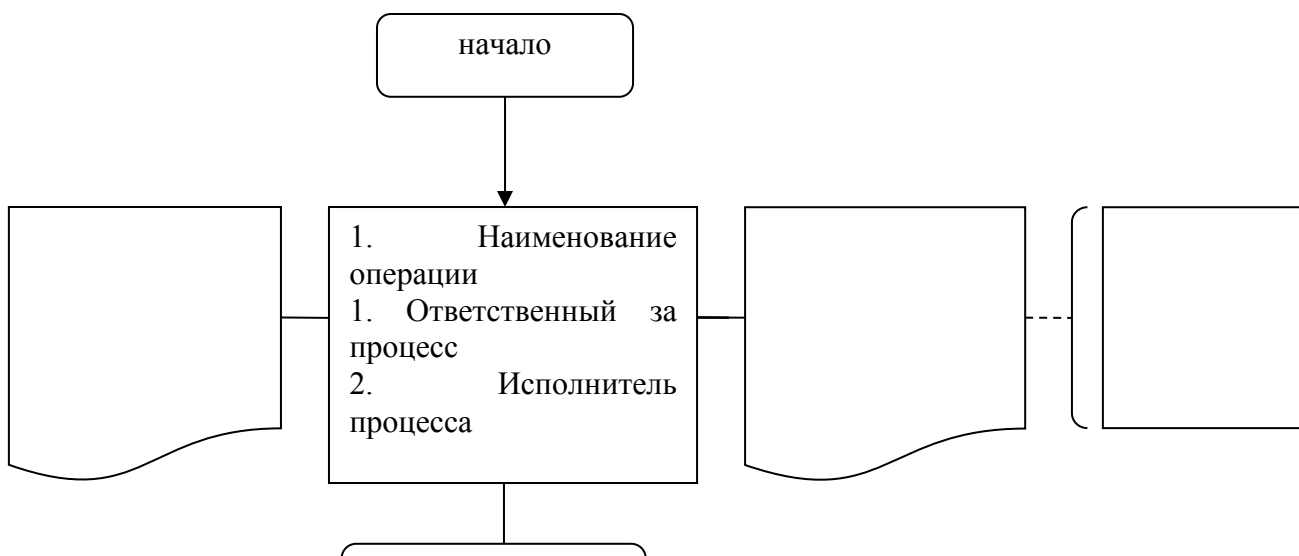 начало
1. Наименование
операции
1. Ответственный за
процесс
2. Исполнитель
процесса